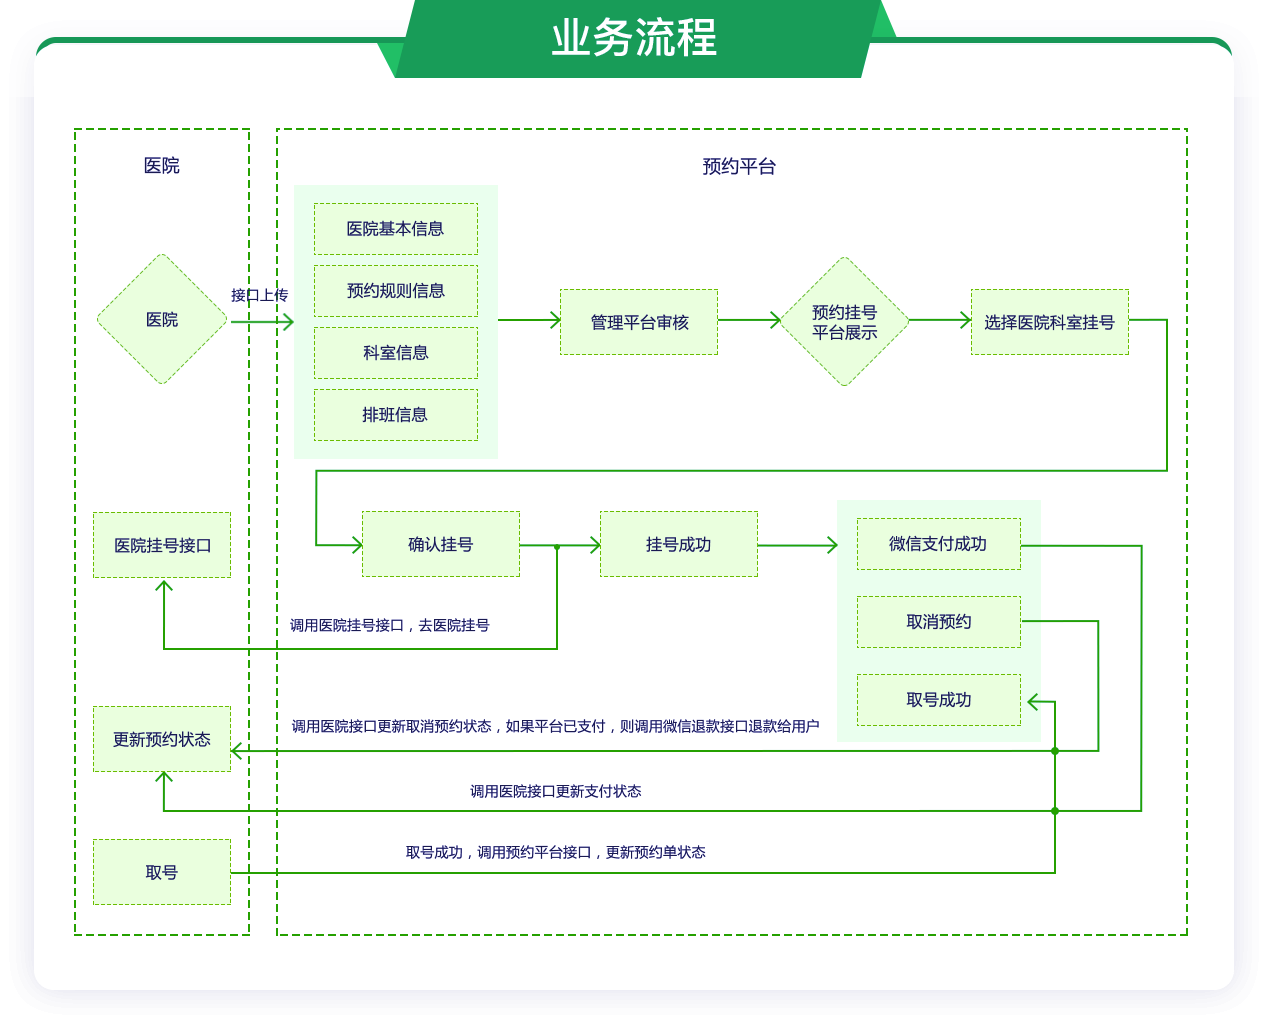 业务流程
医院
预约平台
医院
接口上传
医院基本信息
预约规则信息
科室信息
排班信息
管理平台审核
预约挂号
平台展示
选择医院科室挂号
医院挂号接口
确认挂号
挂号成功
微信支付成功
取消预约
取号成功
调用医院挂号接口，去医院挂号
更新预约状态
调用医院接口更新取消预约状态，如果平台已支付，则调用微信退款接口退款给用户
调用医院接口更新支付状态
取号
取号成功，调用预约平台接口，更新预约单状态